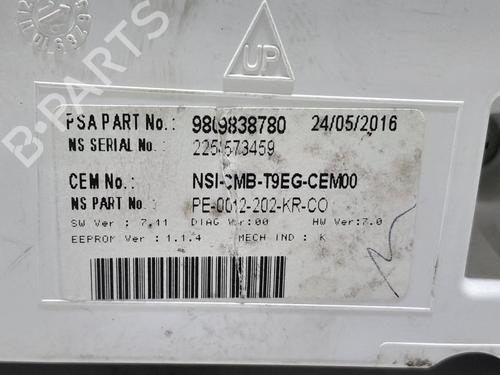 UP
PSA PART No.: 9809838780 24/05/2016
NS SERIAL No.: 2251573459
CEM No.: NSI-CMB-T9EG-CEM00
NS PART No.: PE-0012-202-KR-CO
SW Ver : 7.11 DIAG Ver:00 HW Ver:7.0
EEPROM Ver : 1.1.4 MECH IND : K
B-PARTS